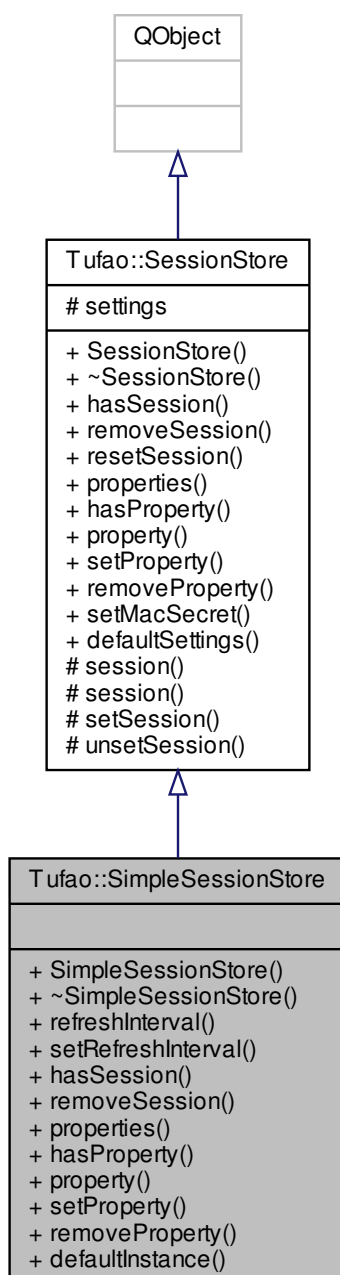 QObject
Tufao::SessionStore
# settings
+ SessionStore()
+ ~SessionStore()
+ hasSession()
+ removeSession()
+ resetSession()
+ properties()
+ hasProperty()
+ property()
+ setProperty()
+ removeProperty()
+ setMacSecret()
+ defaultSettings()
# session()
# session()
# setSession()
# unsetSession()
Tufao::SimpleSessionStore
+ SimpleSessionStore()
+ ~SimpleSessionStore()
+ refreshInterval()
+ setRefreshInterval()
+ hasSession()
+ removeSession()
+ properties()
+ hasProperty()
+ property()
+ setProperty()
+ removeProperty()
+ defaultInstance()